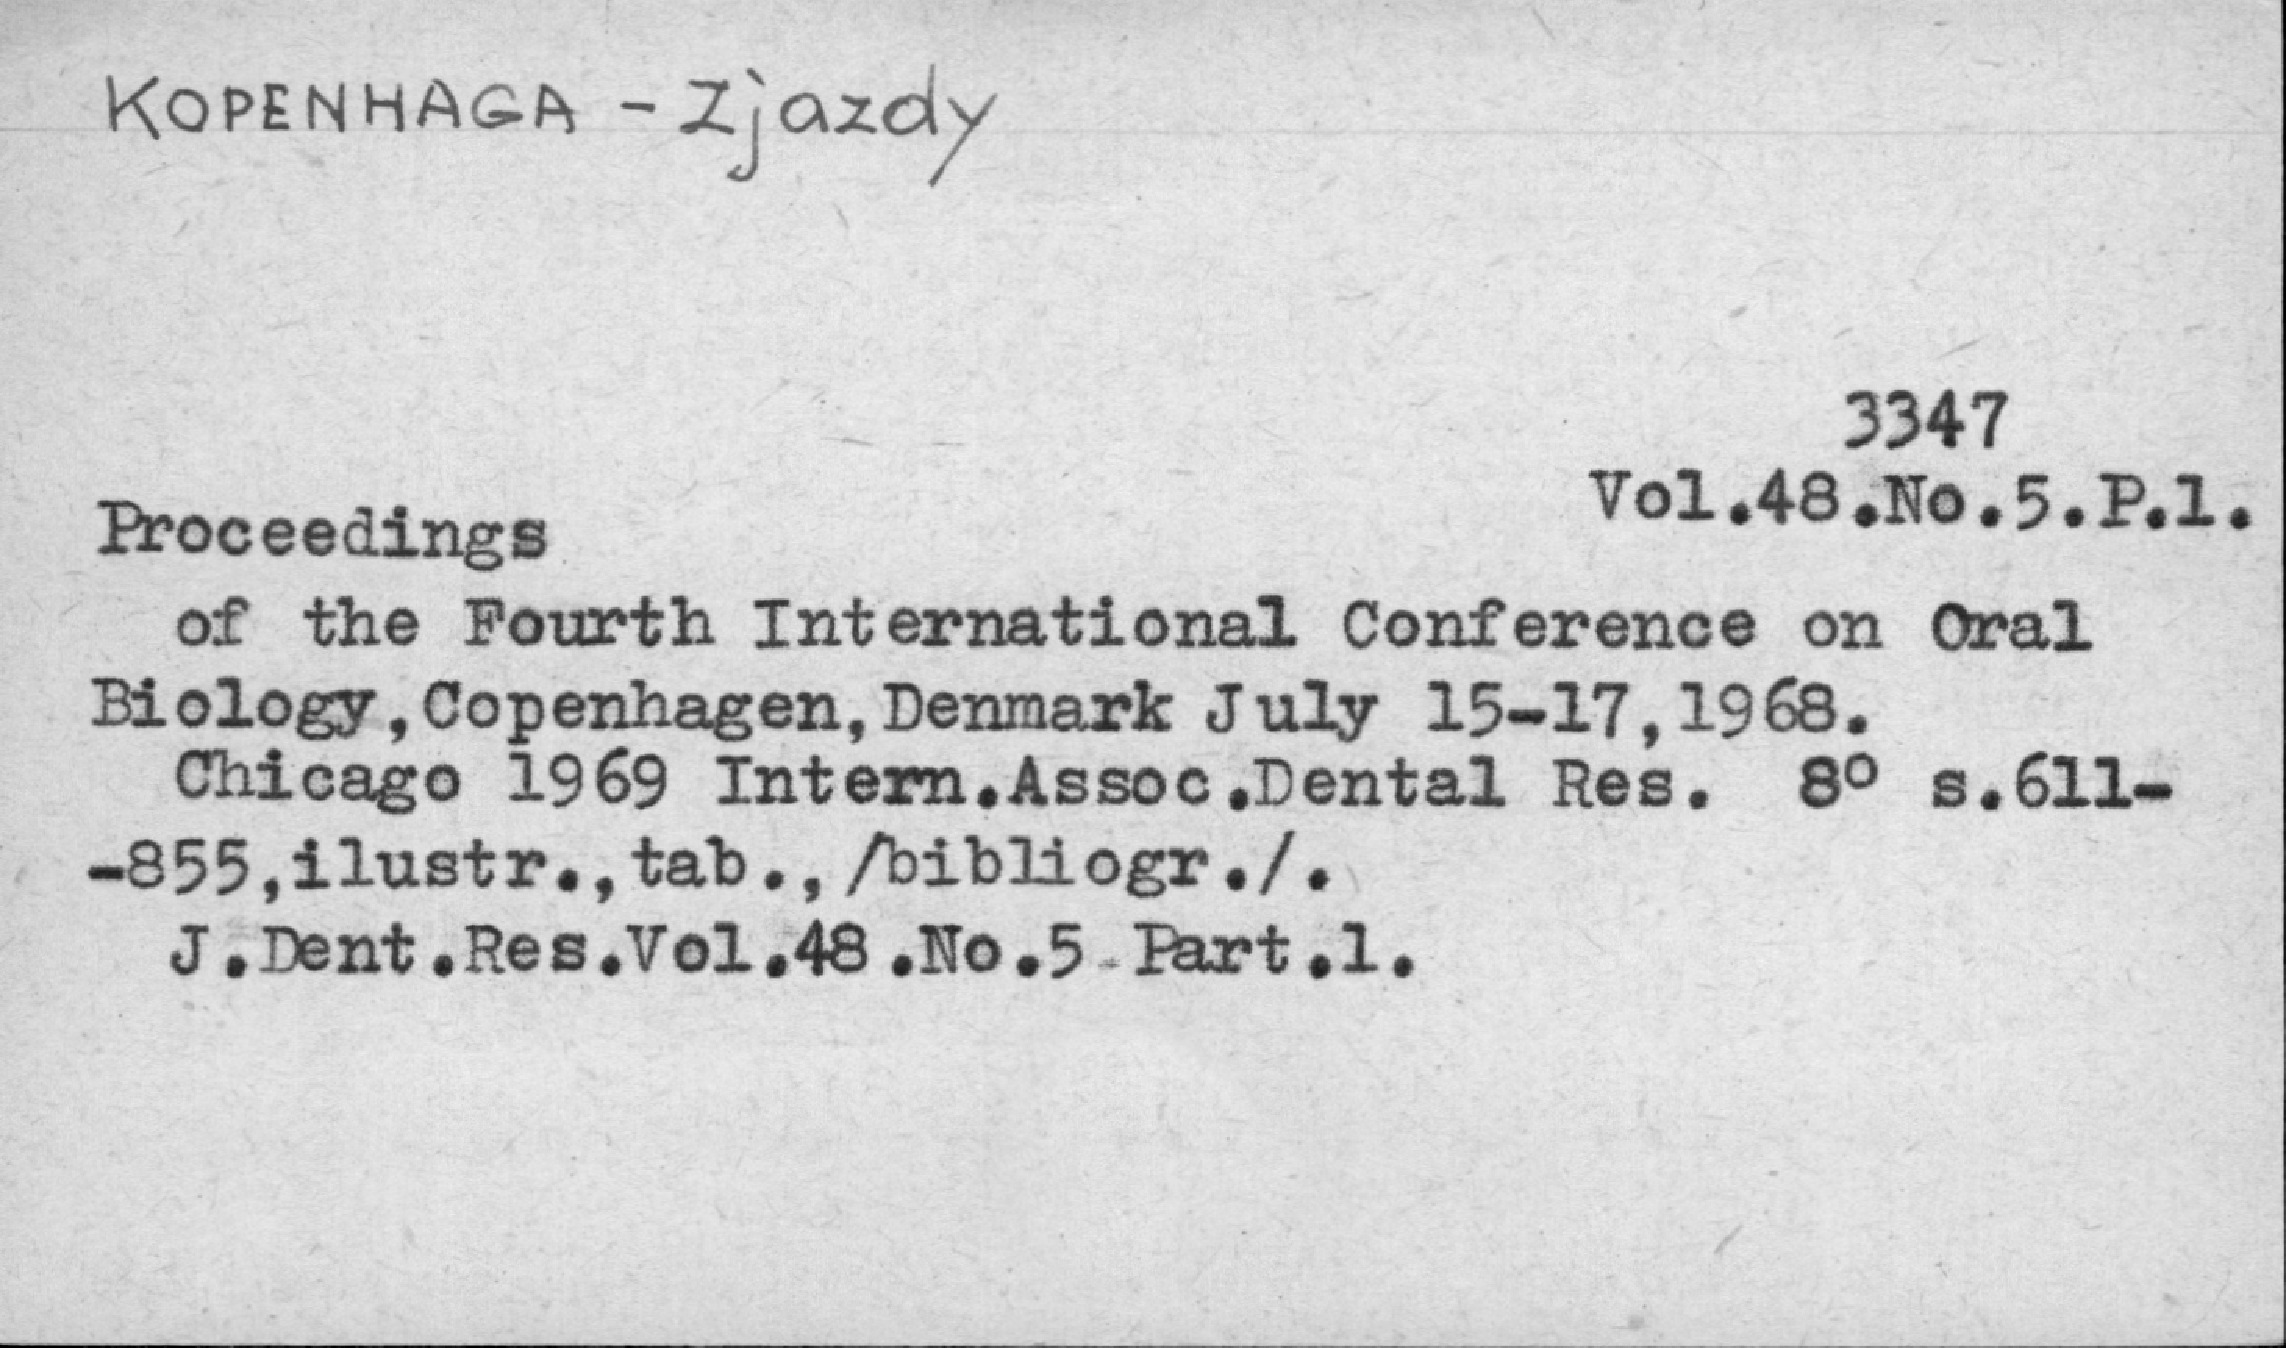 KOPENHAGA - Zjazdy
3347
Vol.48.No.5.P.1.
Proceedings
of the Fourth International Conference on Oral
Biology,Copenhagen,Denmark July 15-17,1968.
Chicago 1969 Intern.Assoc.Dental Res. 8° s.611-
-855,ilustr.,tab.,/bibliogr./.
J.Dent.Res.Vol.48.No.5 Part.1.